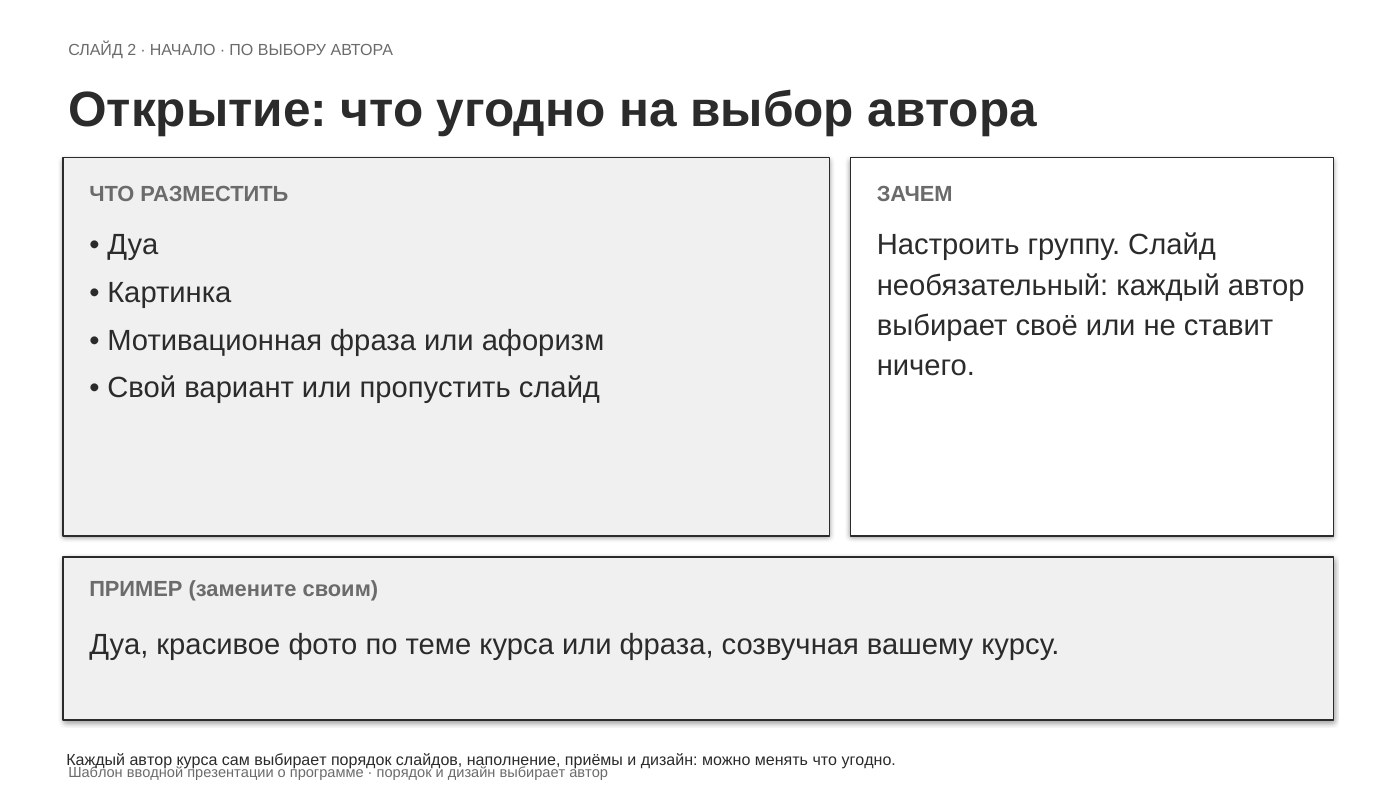 СЛАЙД 2 · НАЧАЛО · ПО ВЫБОРУ АВТОРА
Открытие: что угодно на выбор автора
ЧТО РАЗМЕСТИТЬ
• Дуа
• Картинка
• Мотивационная фраза или афоризм
• Свой вариант или пропустить слайд
ЗАЧЕМ
Настроить группу. Слайд
необязательный: каждый автор
выбирает своё или не ставит
ничего.
ПРИМЕР (замените своим)
Дуа, красивое фото по теме курса или фраза, созвучная вашему курсу.
Каждый автор курса сам выбирает порядок слайдов, наполнение, приёмы и дизайн: можно менять что угодно.
Шаблон вводной презентации о программе · порядок и дизайн выбирает автор